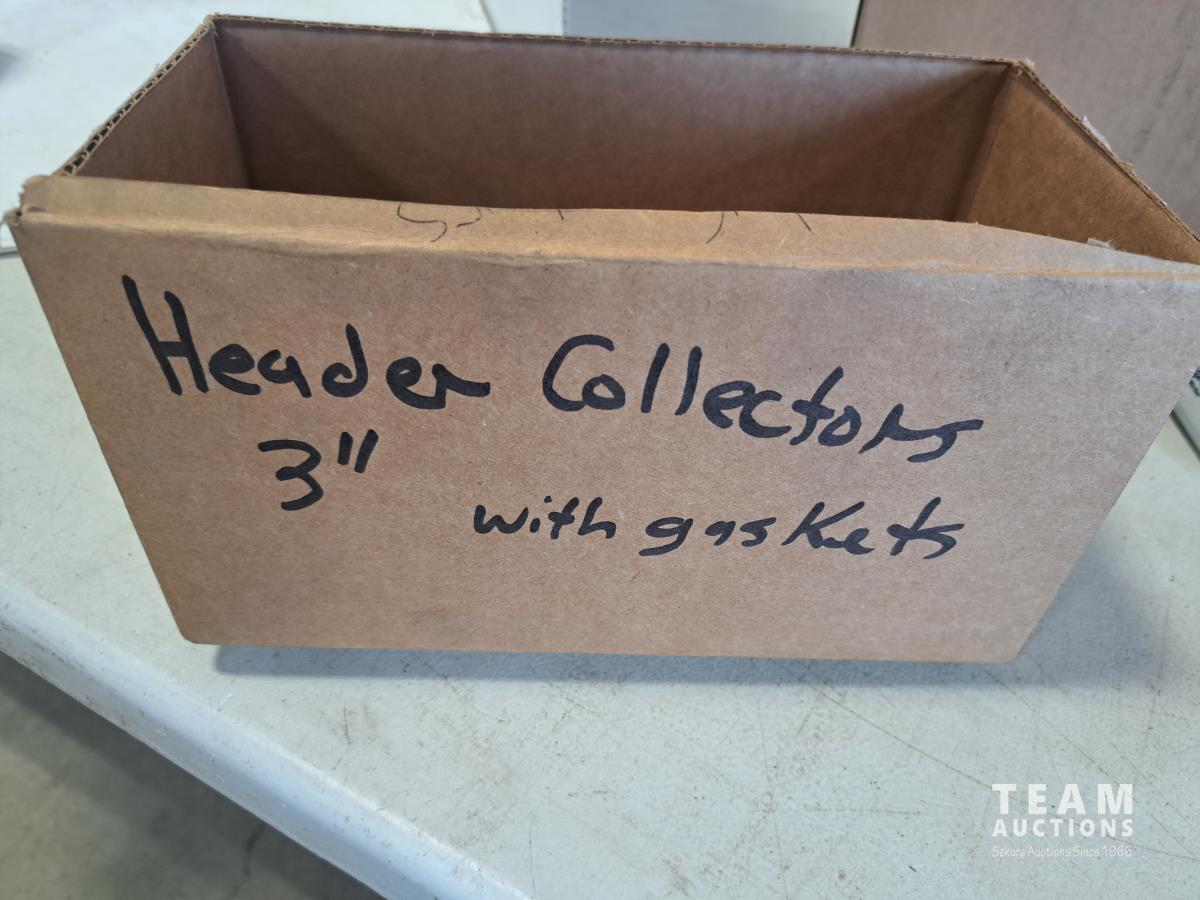 Header Collectors
3"
with gaskets
TEAM
AUCTIONS
Sekura Auctions Since 1966